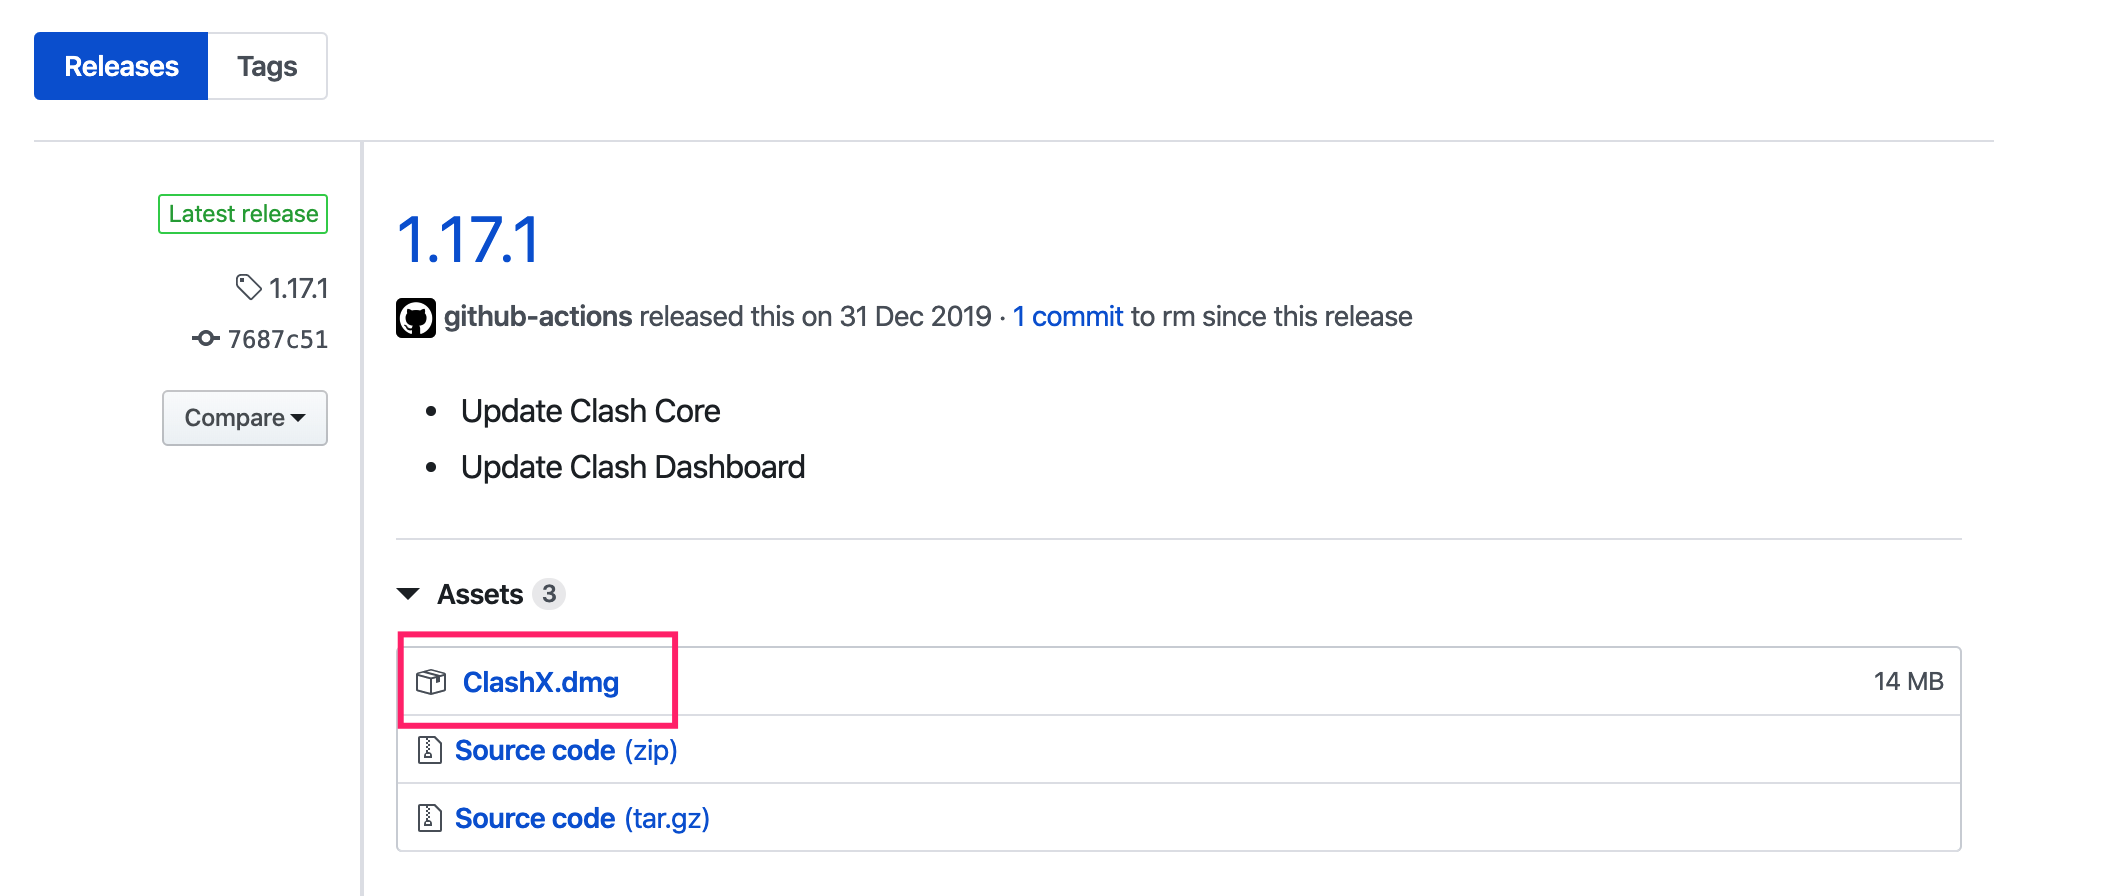 Releases Tags
Latest release
1.17.1
7687c51
Compare
1.17.1
github-actions released this on 31 Dec 2019 · 1 commit to rm since this release
• Update Clash Core
• Update Clash Dashboard
Assets 3
ClashX.dmg 14 MB
Source code (zip)
Source code (tar.gz)